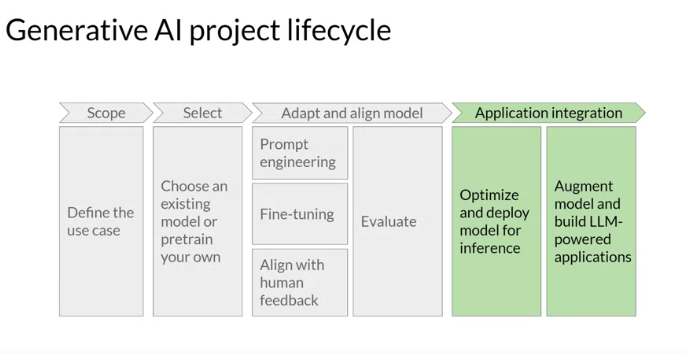 Generative AI project lifecycle
Scope
Select
Adapt and align model
Application integration
Define the
use case
Choose an
existing
model or
pretrain
your own
Prompt
engineering
Fine-tuning
Align with
human
feedback
Evaluate
Optimize
and deploy
model for
inference
Augment
model and
build LLM-
powered
applications